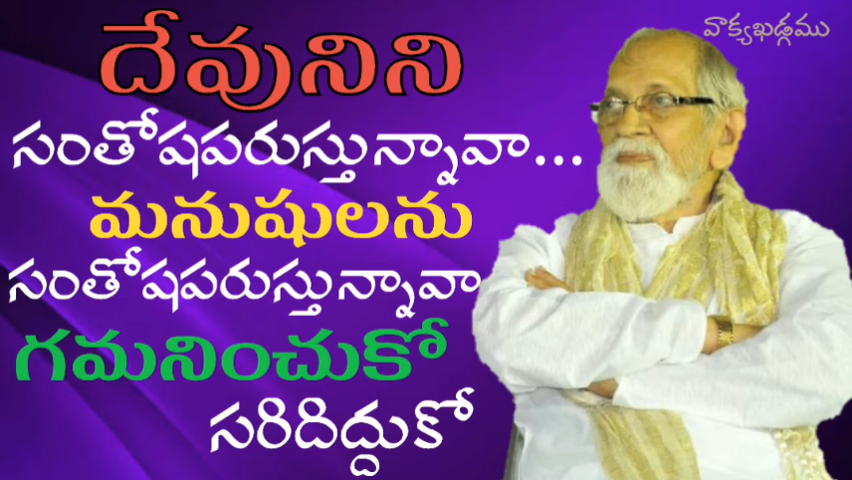 వాక్యఖడ్గము
దేవునిని
సంతోషపరుస్తున్నావా...
మనుషులను
సంతోషపరుస్తున్నావా
గమనించుకో
సరిదిద్దుకో